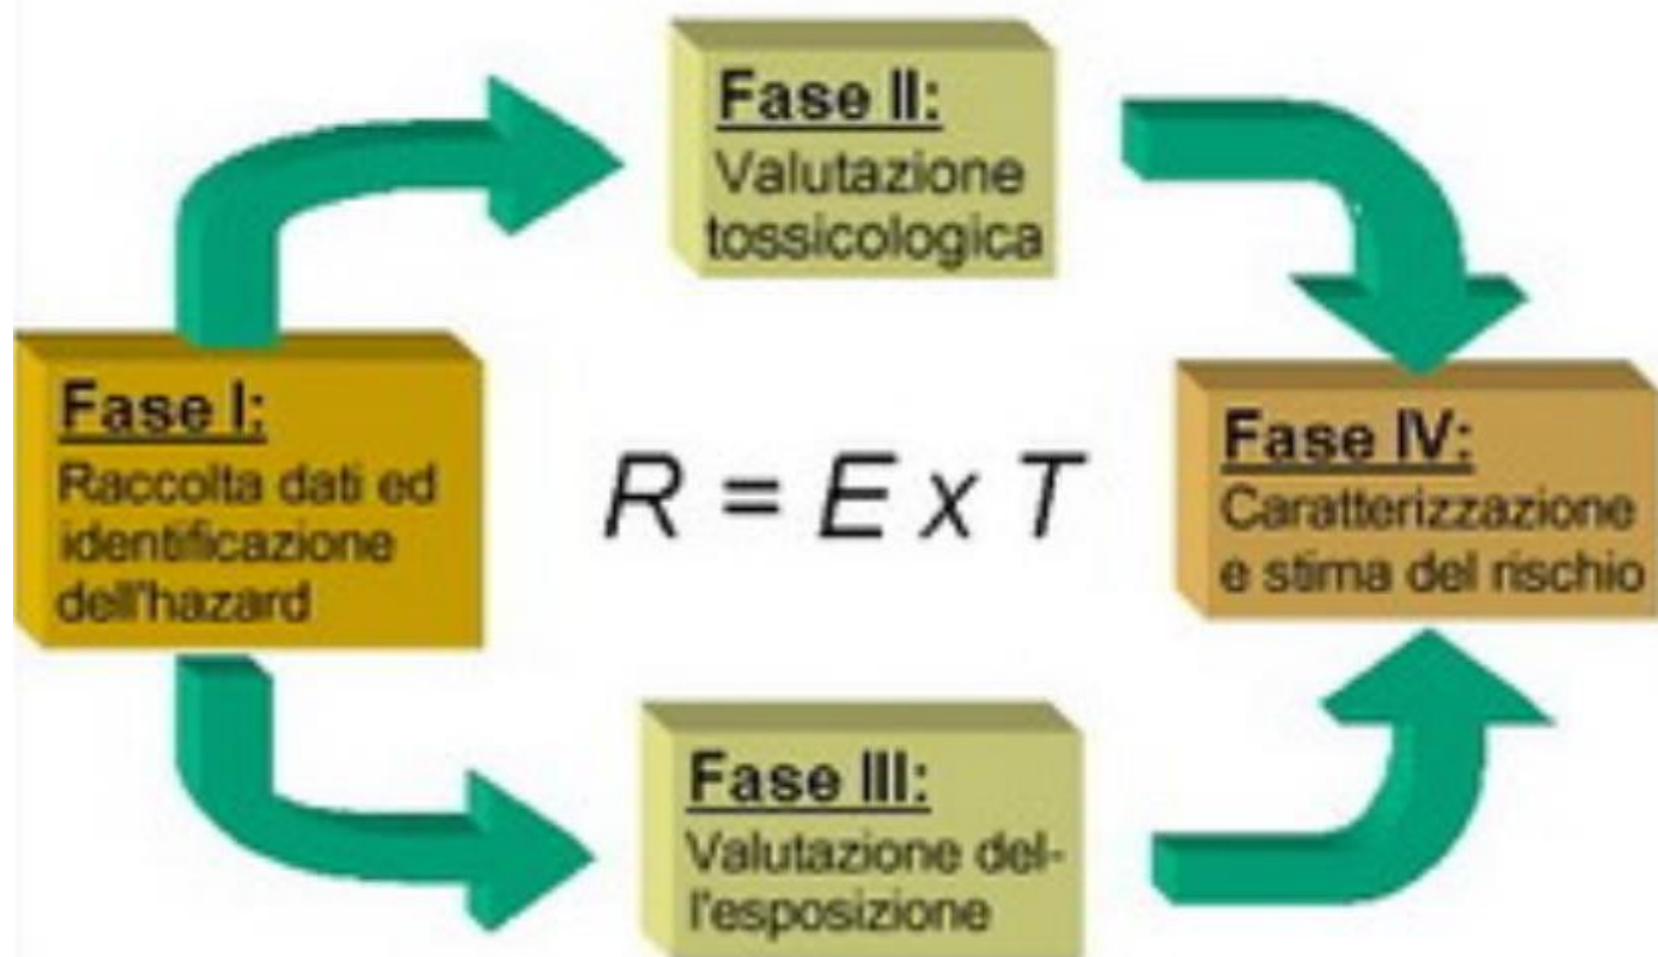 Fase II:
Valutazione
tossicologica
Fase I:
Raccolta dati ed
identificazione
dell'hazard
R = E x T
Fase IV:
Caratterizzazione
e stima del rischio
Fase III:
Valutazione del-
l'esposizione